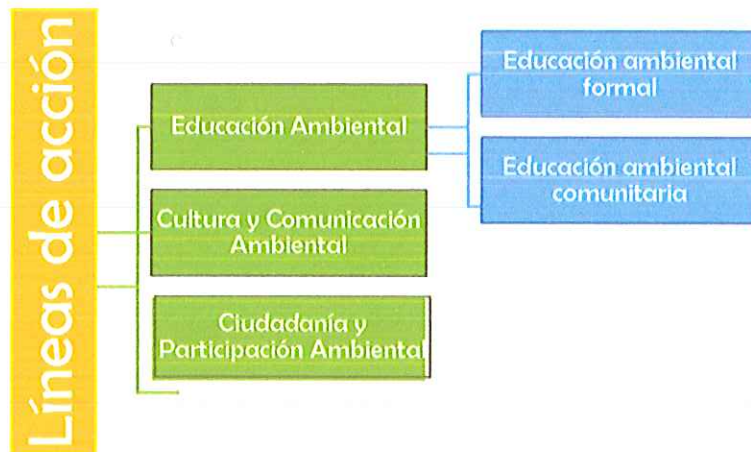 Líneas de acción
Educación Ambiental
Cultura y Comunicación
Ambiental
Ciudadanía y
Participación Ambiental
Educación ambiental
formal
Educación ambiental
comunitaria